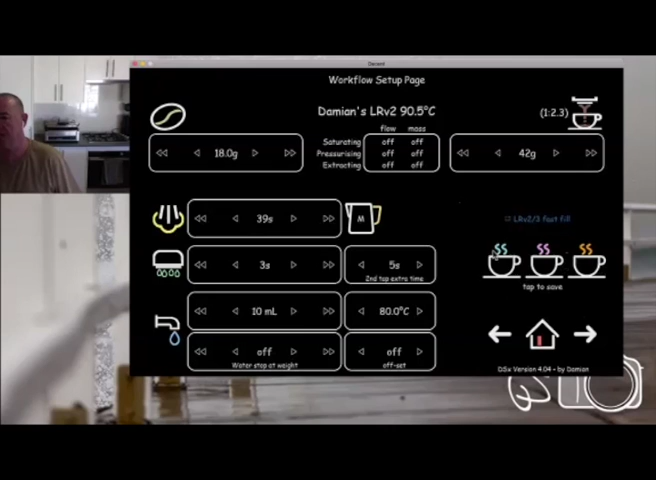 Decent
Workflow Setup Page
Damian's LRv2 90.5°C
(1:2.3)
flow mass
Saturating off off
Pressurising off off
Extracting off off
18.0g
42g
39s
M
LRv2/3 fast fill
3s
5s
2nd tap extra time
tap to save
10 mL
80.0°C
off
Water stop at weight
off
off-set
DSx Version 4.04 • by Damian